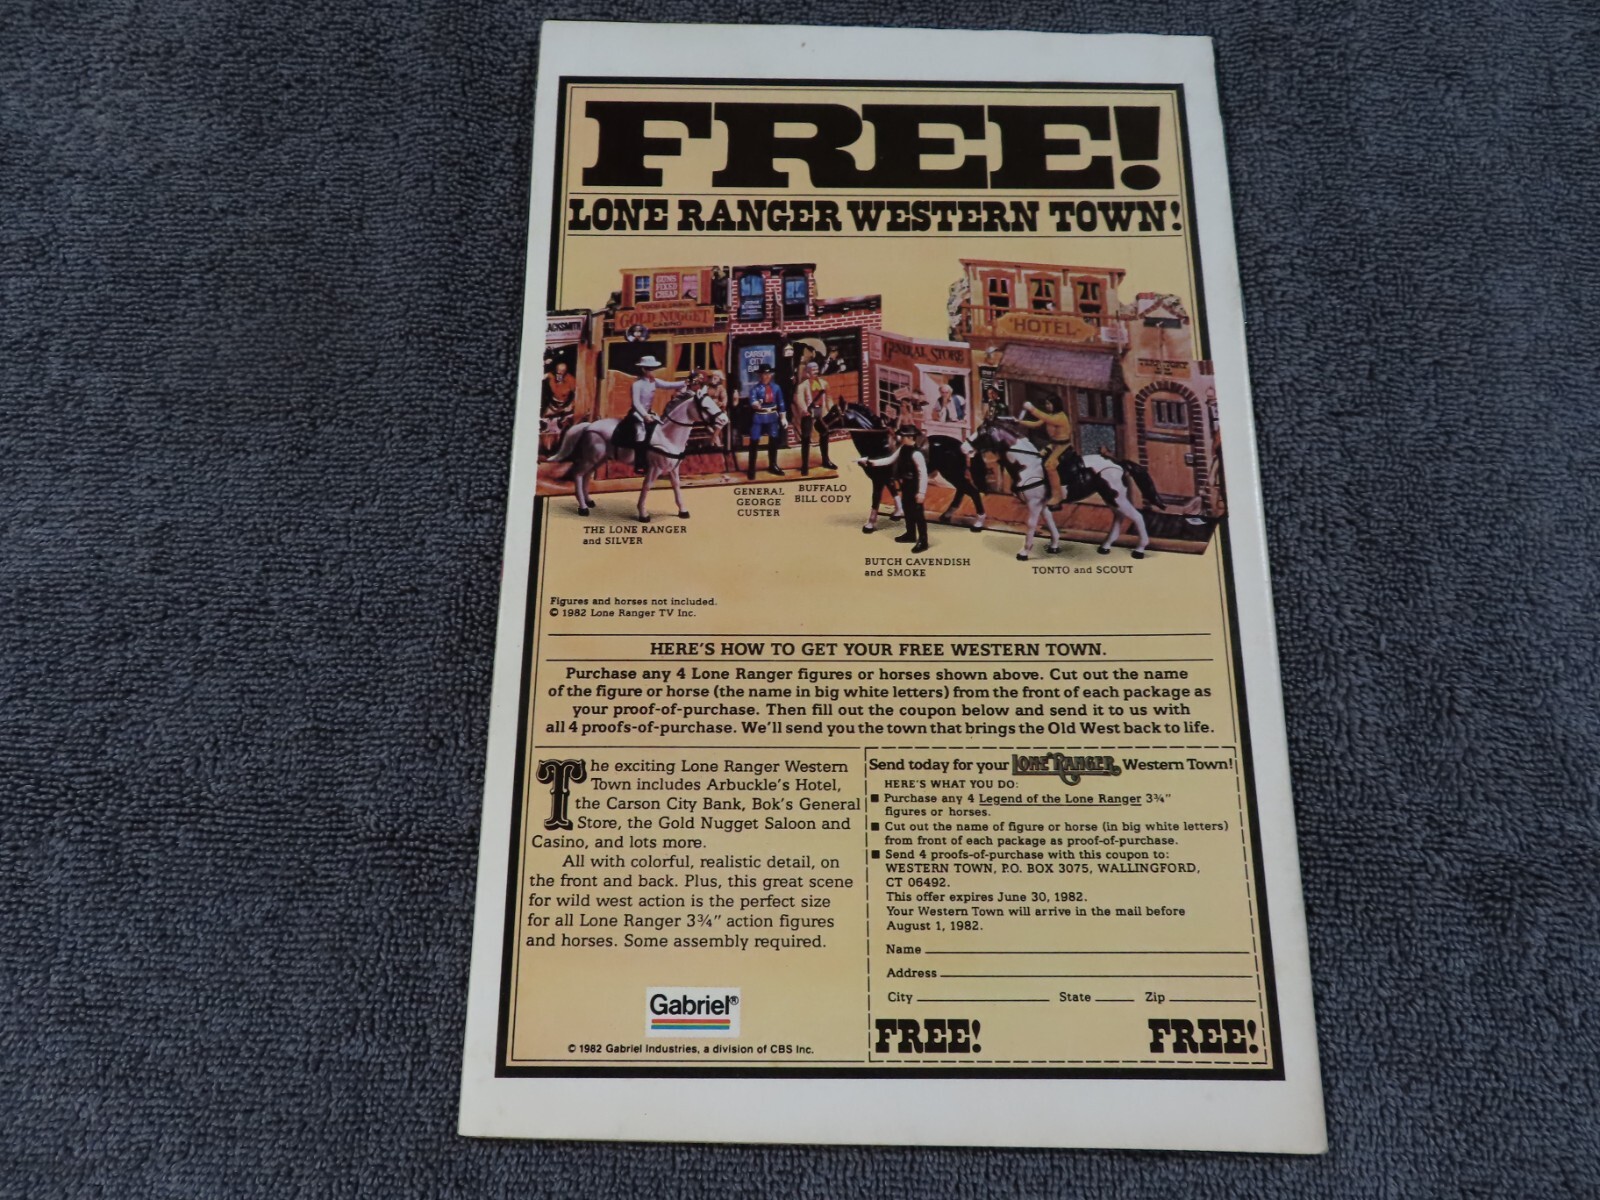 FREE!
LONE RANGER WESTERN TOWN!
GUNS
FIXED
CHEAP
GOLD NUGGET
CASINO
CARSON
CITY
GENERAL STORE
HOTEL
THE LONE RANGER
and SILVER
GENERAL
GEORGE
CUSTER
BUFFALO
BILL CODY
BUTCH CAVENDISH
and SMOKE
TONTO and SCOUT
Figures and horses not included.
© 1982 Lone Ranger TV Inc.
HERE'S HOW TO GET YOUR FREE WESTERN TOWN.
Purchase any 4 Lone Ranger figures or horses shown above. Cut out the name
of the figure or horse (the name in big white letters) from the front of each package as
your proof-of-purchase. Then fill out the coupon below and send it to us with
all 4 proofs-of-purchase. We'll send you the town that brings the Old West back to life.
The exciting Lone Ranger Western
Town includes Arbuckle's Hotel,
the Carson City Bank, Bok's General
Store, the Gold Nugget Saloon and
Casino, and lots more.
All with colorful, realistic detail, on
the front and back. Plus, this great scene
for wild west action is the perfect size
for all Lone Ranger 3¾" action figures
and horses. Some assembly required.
Gabriel®
© 1982 Gabriel Industries, a division of CBS Inc.
Send today for your LONE RANGER Western Town!
HERE'S WHAT YOU DO:
■ Purchase any 4 Legend of the Lone Ranger 3¾"
figures or horses.
■ Cut out the name of figure or horse (in big white letters)
from front of each package as proof-of-purchase.
■ Send 4 proofs-of-purchase with this coupon to:
WESTERN TOWN, P.O. BOX 3075, WALLINGFORD,
CT 06492.
This offer expires June 30, 1982.
Your Western Town will arrive in the mail before
August 1, 1982.
Name
Address
City State Zip
FREE! FREE!